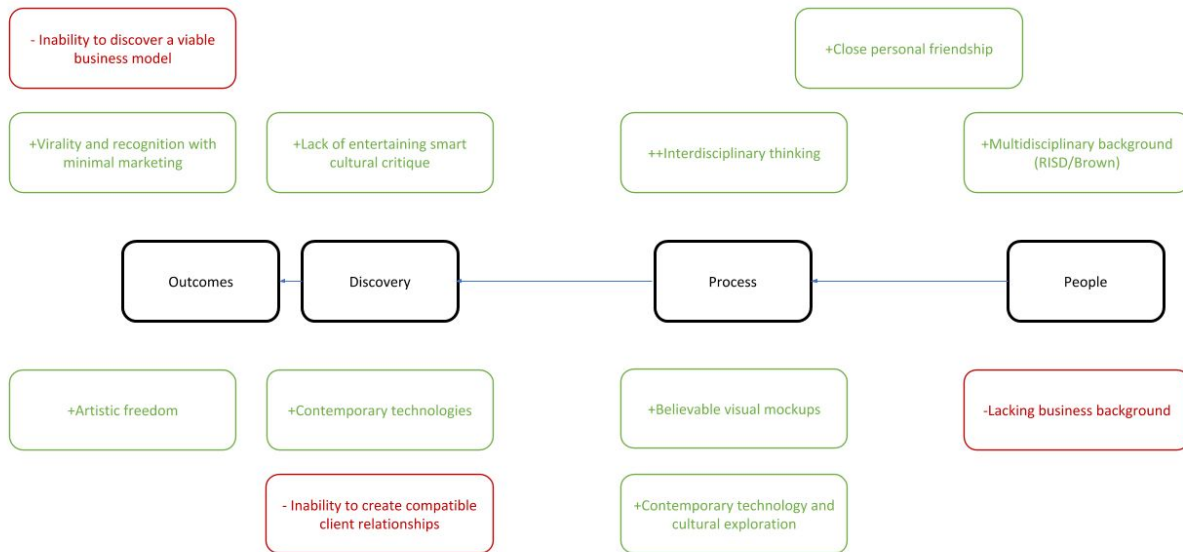 - Inability to discover a viable
business model
+Close personal friendship
+Virality and recognition with
minimal marketing
+Lack of entertaining smart
cultural critique
++Interdisciplinary thinking
+Multidisciplinary background
(RISD/Brown)
Outcomes
Discovery
Process
People
+Artistic freedom
+Contemporary technologies
+Believable visual mockups
-Lacking business background
- Inability to create compatible
client relationships
+Contemporary technology and
cultural exploration